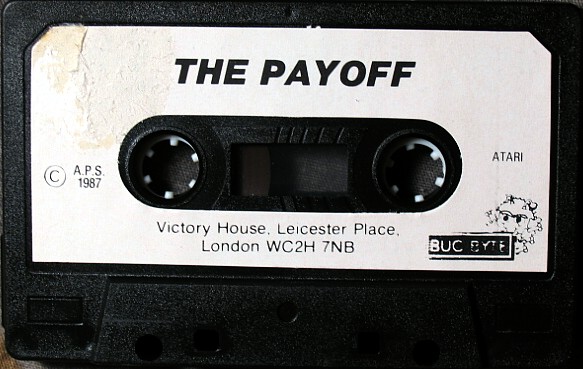 THE PAYOFF
© A.P.S.
1987
ATARI
Victory House, Leicester Place,
London WC2H 7NB
BUG BYTE